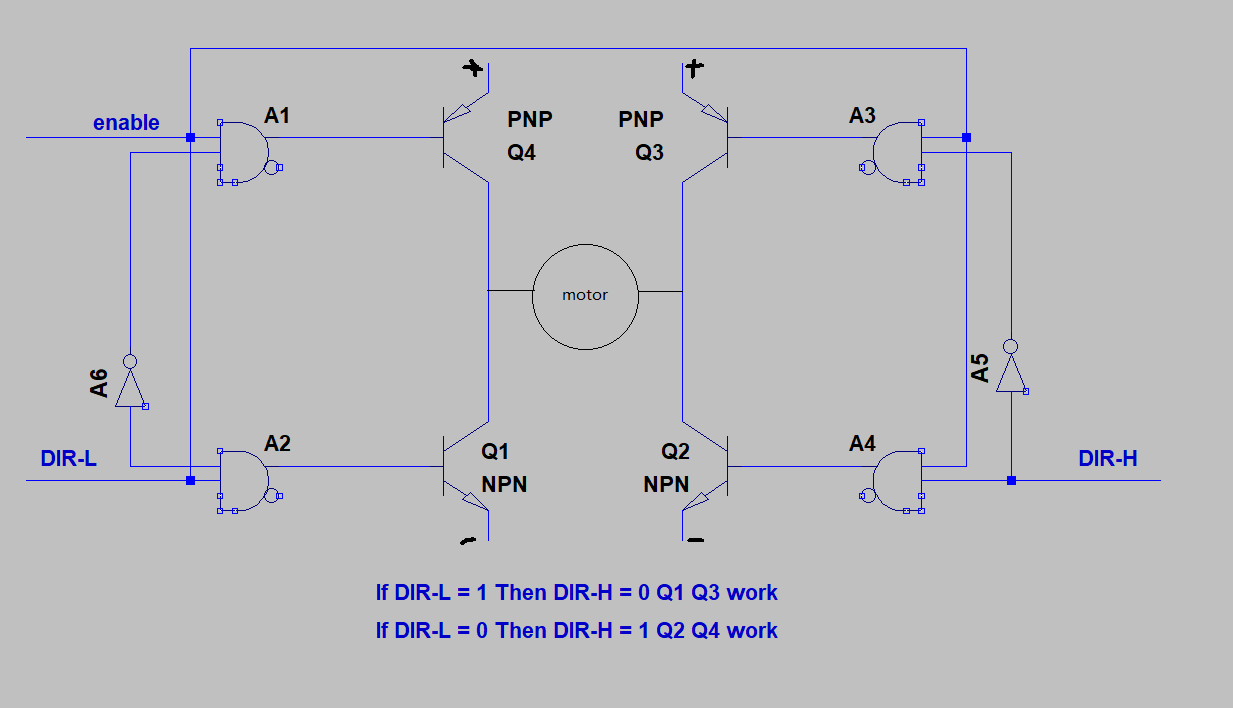 + +
A1
PNP
Q4
PNP
Q3
A3
enable
motor
A6
A5
DIR-L
A2
Q1
NPN
Q2
NPN
A4
DIR-H
- -
If DIR-L = 1 Then DIR-H = 0 Q1 Q3 work
If DIR-L = 0 Then DIR-H = 1 Q2 Q4 work